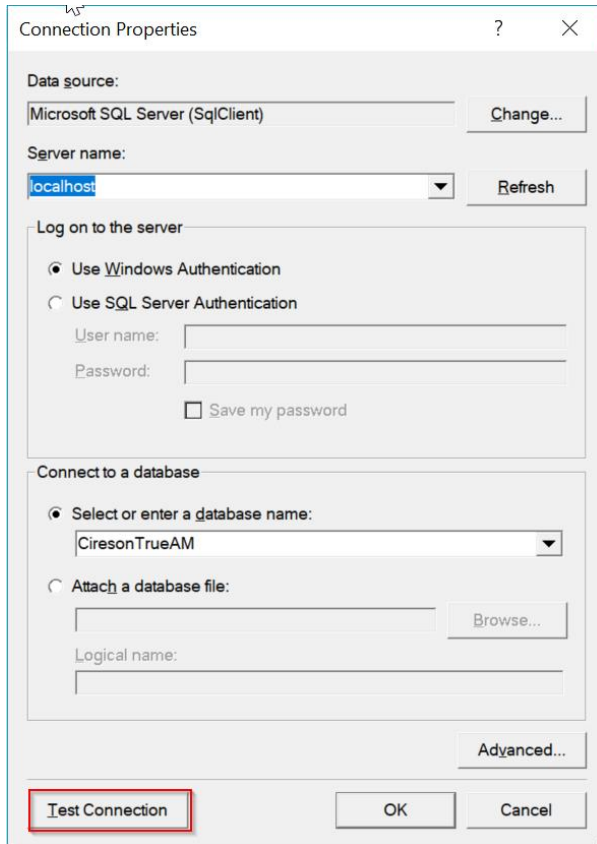 Connection Properties
?
Data source:
Microsoft SQL Server (SqlClient)
Change...
Server name:
localhost
Refresh
Log on to the server
Use Windows Authentication
Use SQL Server Authentication
User name:
Password:
Save my password
Connect to a database
Select or enter a database name:
CiresonTrueAM
Attach a database file:
Browse...
Logical name:
Advanced...
Test Connection
OK
Cancel